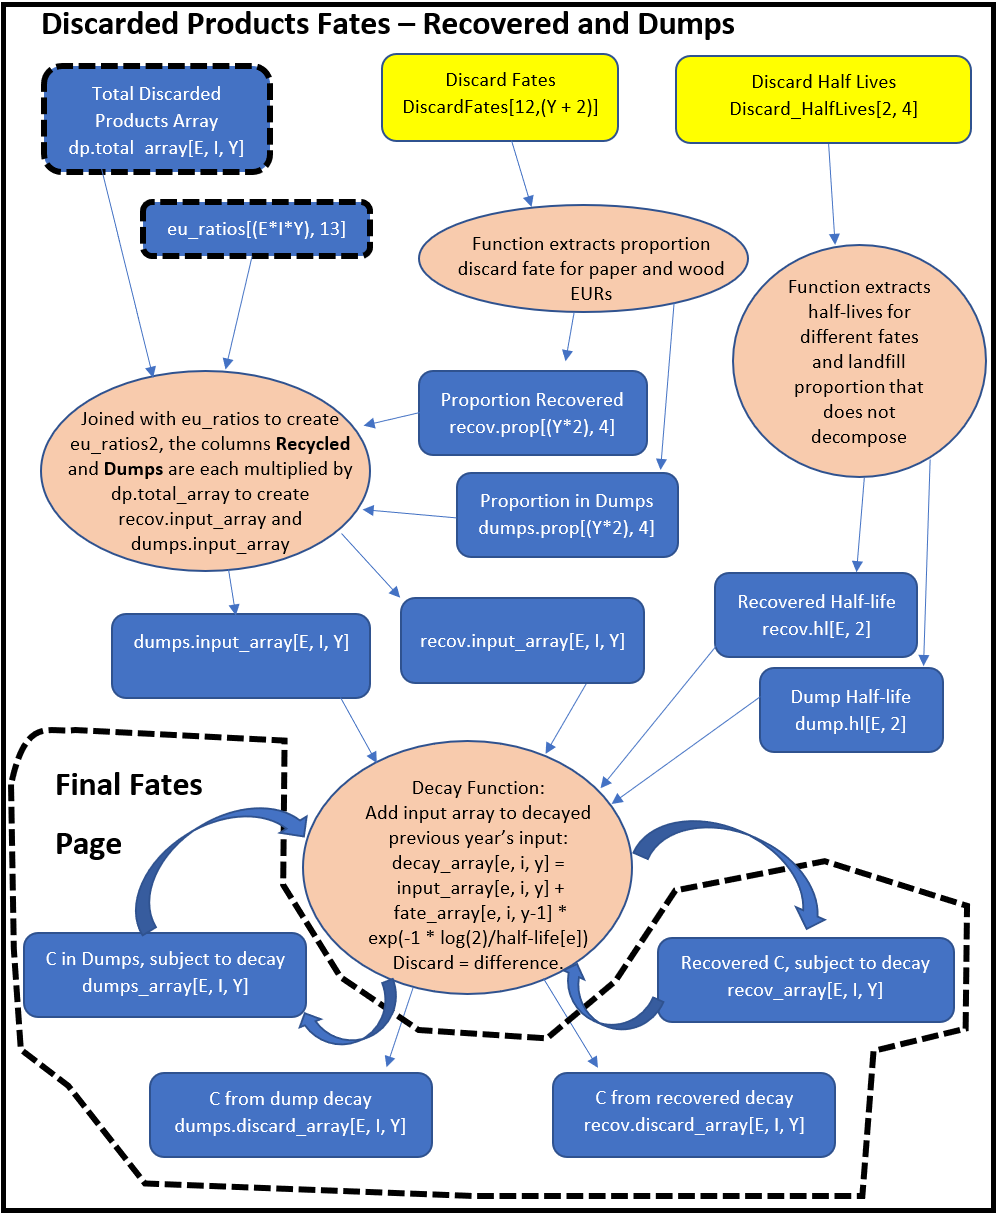 Discarded Products Fates – Recovered and Dumps
Total Discarded
Products Array
dp.total_array[E, I, Y]
Discard Fates
DiscardFates[12,(Y + 2)]
Discard Half Lives
Discard_HalfLives[2, 4]
eu_ratios[(E*I*Y), 13]
Function extracts proportion
discard fate for paper and wood
EURs
Function extracts
half-lives for
different fates
and landfill
proportion that
does not
decompose
Joined with eu_ratios to create
eu_ratios2, the columns Recycled
and Dumps are each multiplied by
dp.total_array to create
recov.input_array and
dumps.input_array
Proportion Recovered
recov.prop[(Y*2), 4]
Proportion in Dumps
dumps.prop[(Y*2), 4]
dumps.input_array[E, I, Y]
recov.input_array[E, I, Y]
Recovered Half-life
recov.hl[E, 2]
Dump Half-life
dump.hl[E, 2]
Final Fates
Page
Decay Function:
Add input array to decayed
previous year’s input:
decay_array[e, i, y] =
input_array[e, i, y] +
fate_array[e, i, y-1] *
exp(-1 * log(2)/half-life[e])
Discard = difference.
C in Dumps, subject to decay
dumps_array[E, I, Y]
Recovered C, subject to decay
recov_array[E, I, Y]
C from dump decay
dumps.discard_array[E, I, Y]
C from recovered decay
recov.discard_array[E, I, Y]